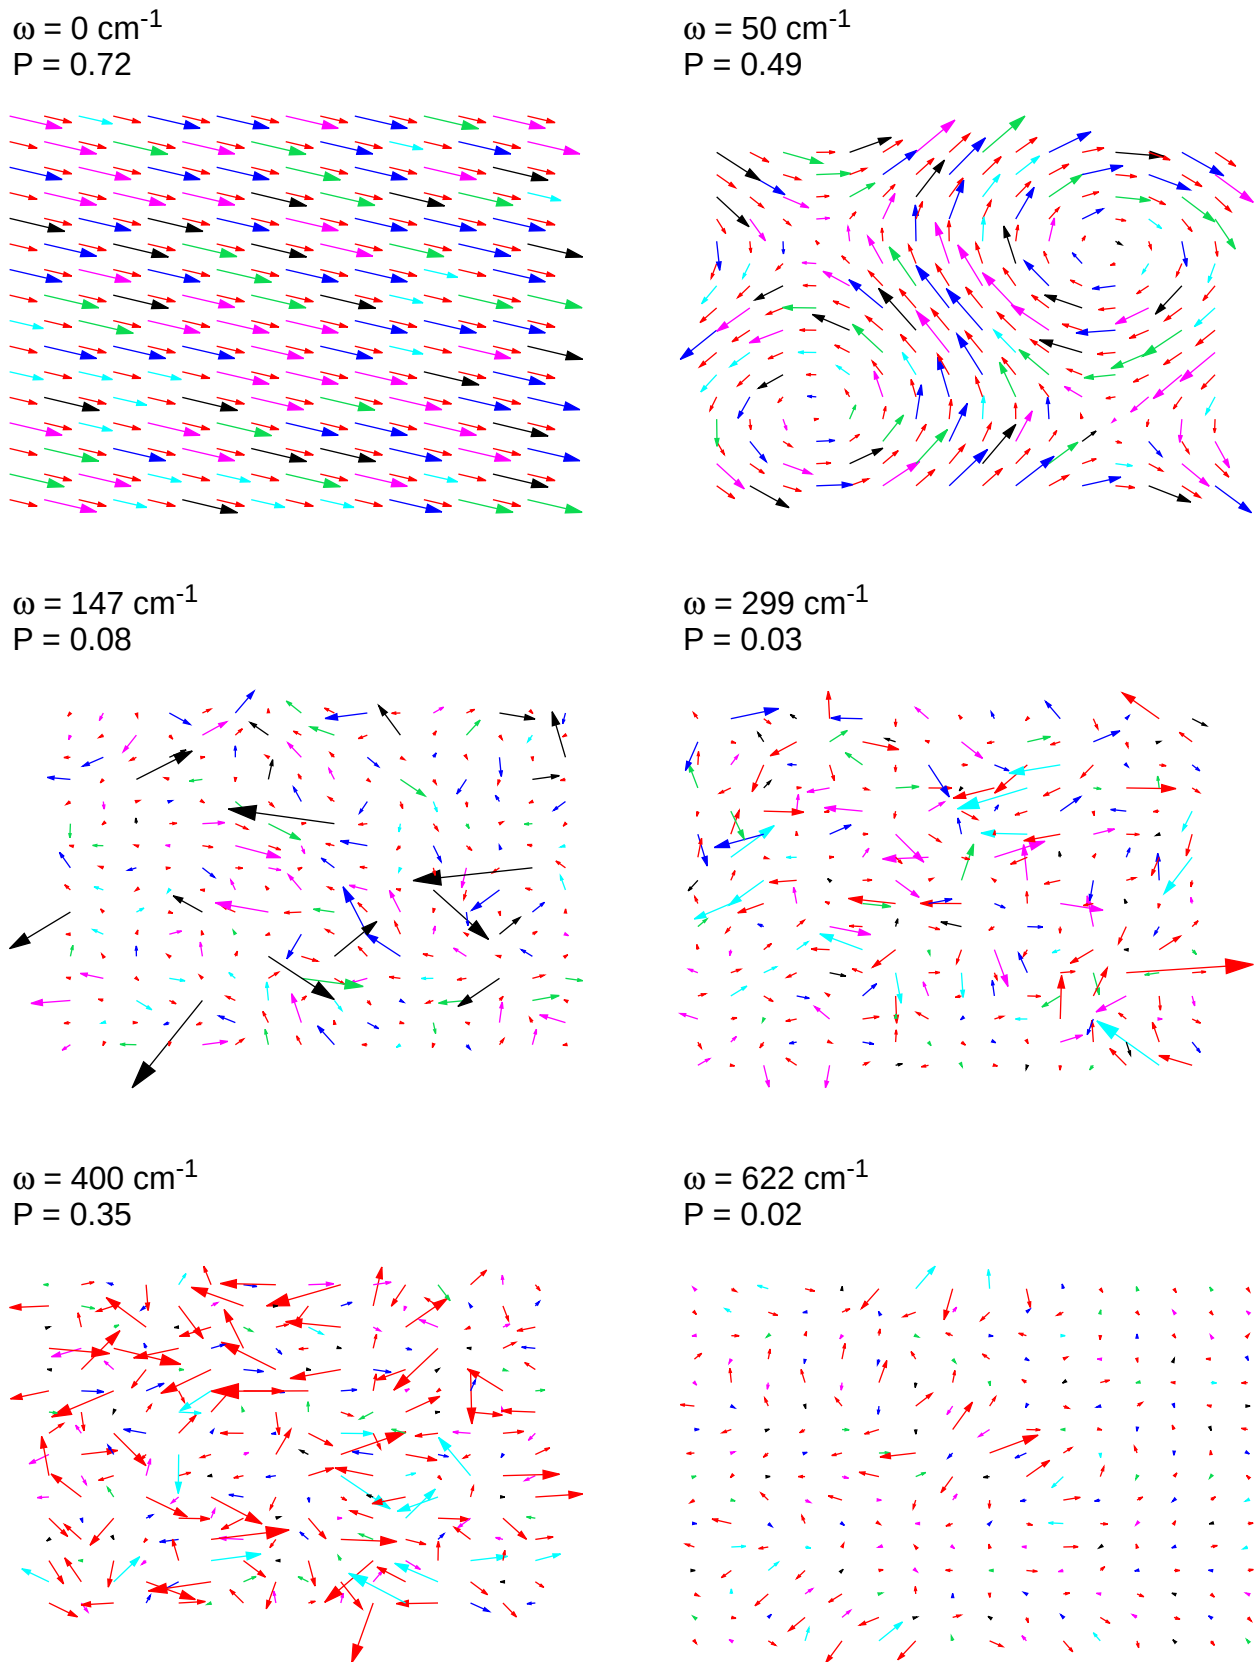 ω = 0 cm⁻¹
P = 0.72
ω = 50 cm⁻¹
P = 0.49
ω = 147 cm⁻¹
P = 0.08
ω = 299 cm⁻¹
P = 0.03
ω = 400 cm⁻¹
P = 0.35
ω = 622 cm⁻¹
P = 0.02